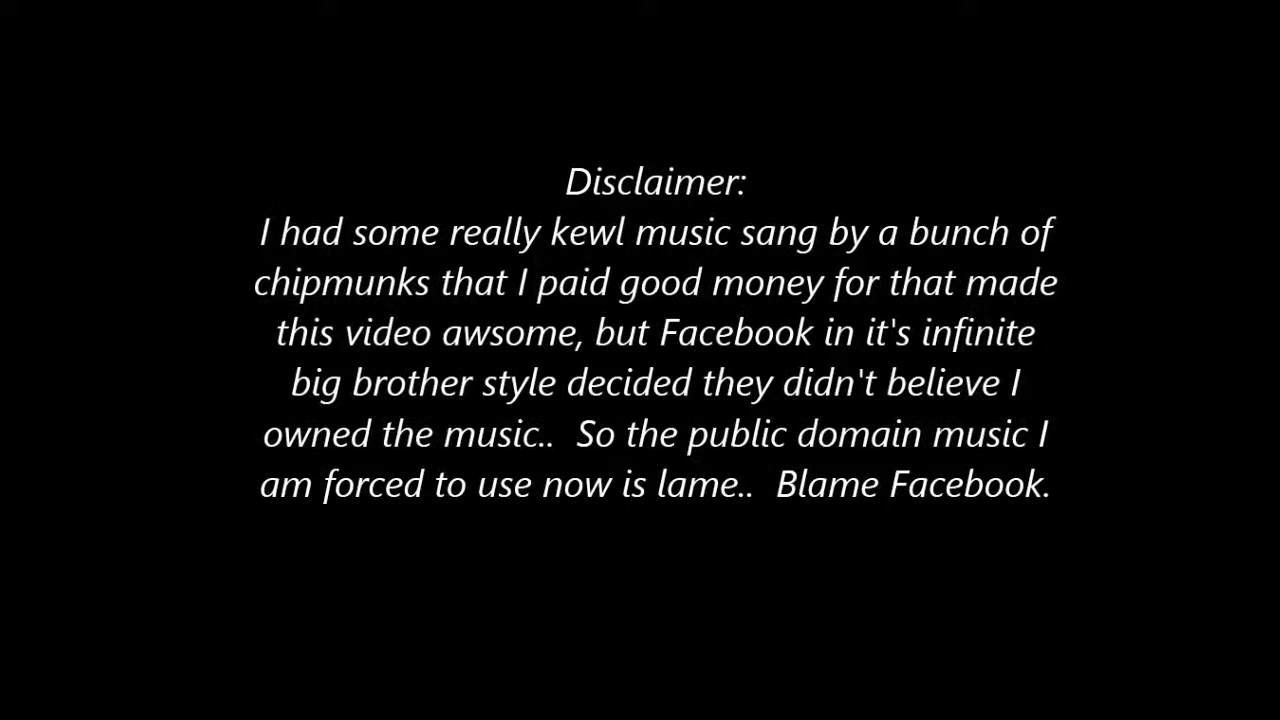 Disclaimer:
I had some really kewl music sang by a bunch of
chipmunks that I paid good money for that made
this video awsome, but Facebook in it's infinite
big brother style decided they didn't believe I
owned the music..  So the public domain music I
am forced to use now is lame..  Blame Facebook.